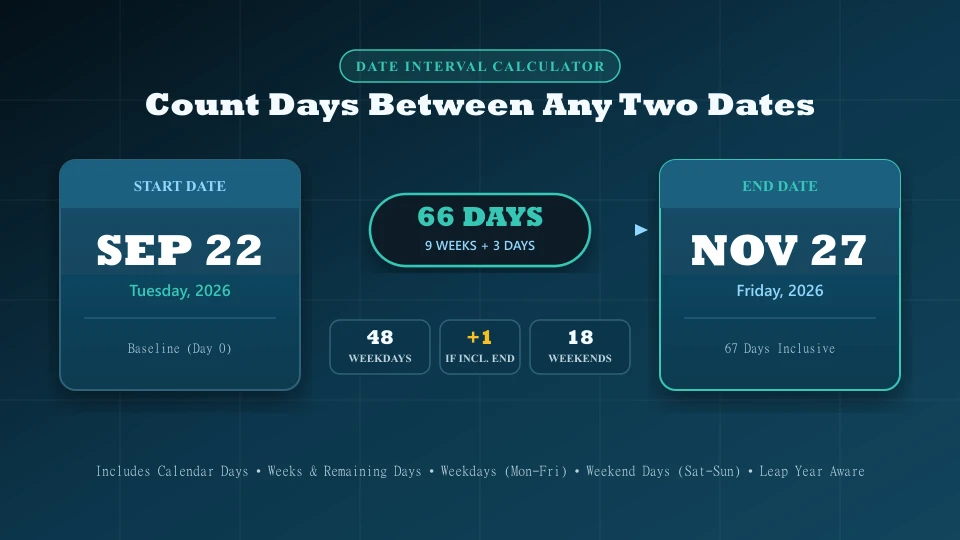 DATE INTERVAL CALCULATOR
Count Days Between Any Two Dates
START DATE
SEP 22
Tuesday, 2026
Baseline (Day 0)
66 DAYS
9 WEEKS + 3 DAYS
48
WEEKDAYS
+1
IF INCL. END
18
WEEKENDS
END DATE
NOV 27
Friday, 2026
67 Days Inclusive
Includes Calendar Days • Weeks & Remaining Days • Weekdays (Mon-Fri) • Weekend Days (Sat-Sun) • Leap Year Aware